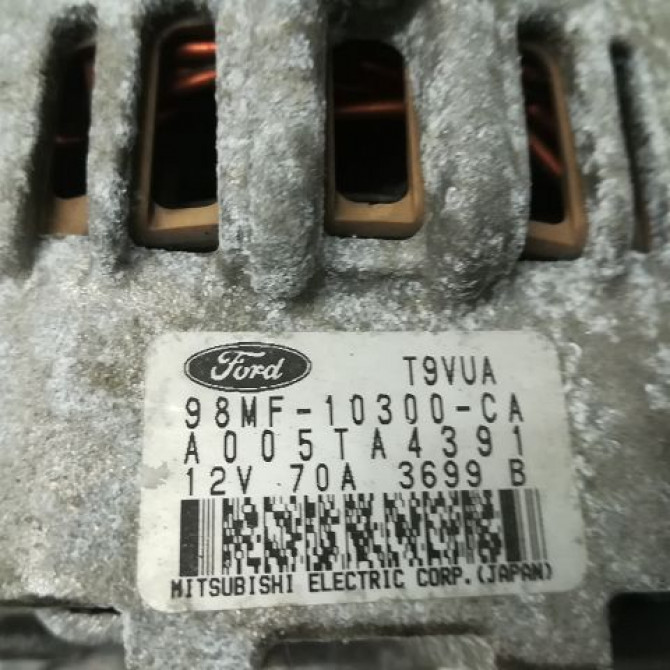 Ford T9VUA
98MF-10300-CA
A005TA4391
12V 70A 3699 B
MITSUBISHI ELECTRIC CORP.(JAPAN)